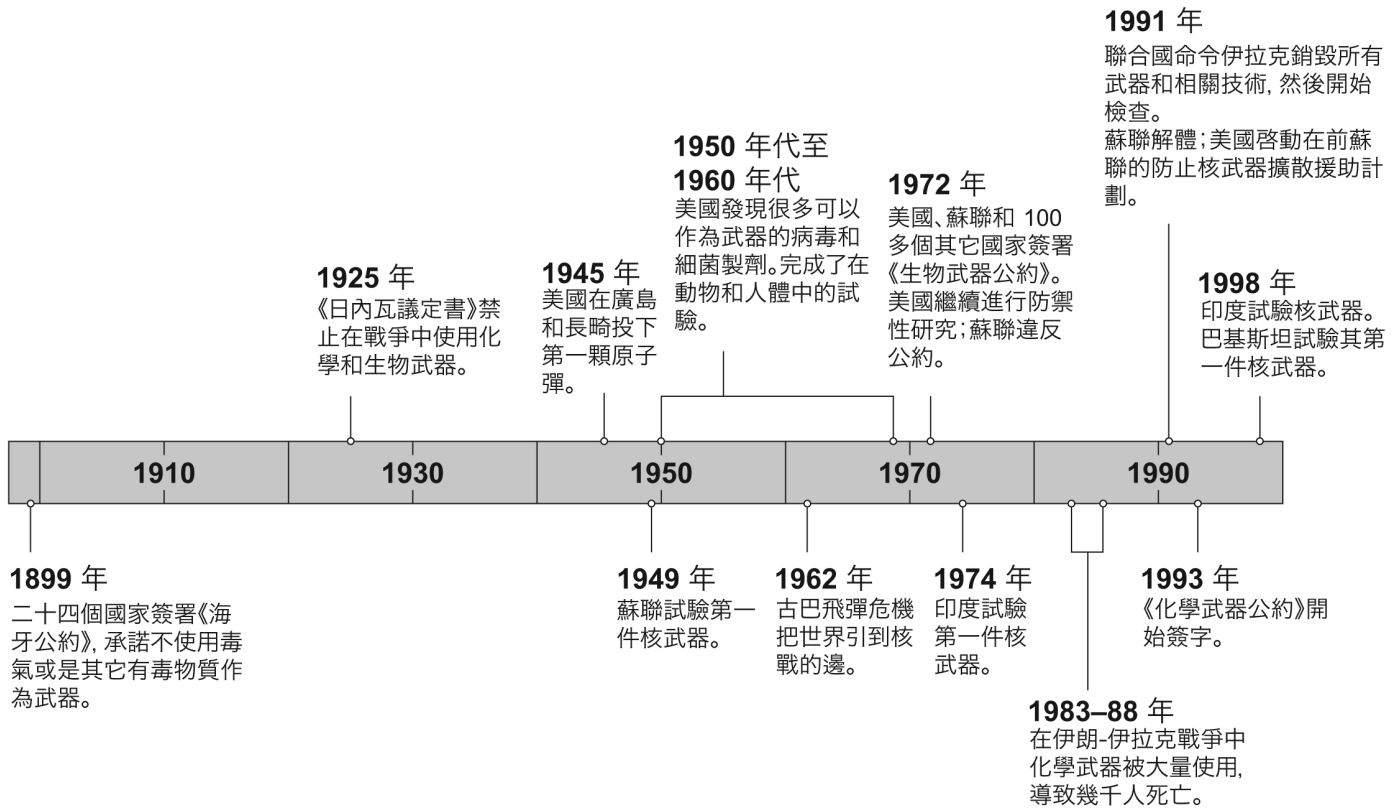 1991 年
聯合國命令伊拉克銷毀所有
武器和相關技術, 然後開始
檢查。
蘇聯解體；美國啓動在前蘇
聯的防止核武器擴散援助計
劃。
1950 年代至
1960 年代
美國發現很多可以
作為武器的病毒和
細菌製劑。完成了在
動物和人體中的試
驗。
1972 年
美國、蘇聯和 100
多個其它國家簽署
《生物武器公約》。
美國繼續進行防禦
性研究；蘇聯違反
公約。
1925 年
《日內瓦議定書》禁
止在戰爭中使用化
學和生物武器。
1945 年
美國在廣島
和長崎投下
第一顆原子
彈。
1998 年
印度試驗核武器。
巴基斯坦試驗其第
一件核武器。
1910
1930
1950
1970
1990
1899 年
二十四個國家簽署《海
牙公約》, 承諾不使用毒
氣或是其它有毒物質作
為武器。
1949 年
蘇聯試驗第一
件核武器。
1962 年
古巴飛彈危機
把世界引到核
戰的邊。
1974 年
印度試驗
第一件核
武器。
1993 年
《化學武器公約》開
始簽字。
1983–88 年
在伊朗-伊拉克戰爭中
化學武器被大量使用,
導致幾千人死亡。